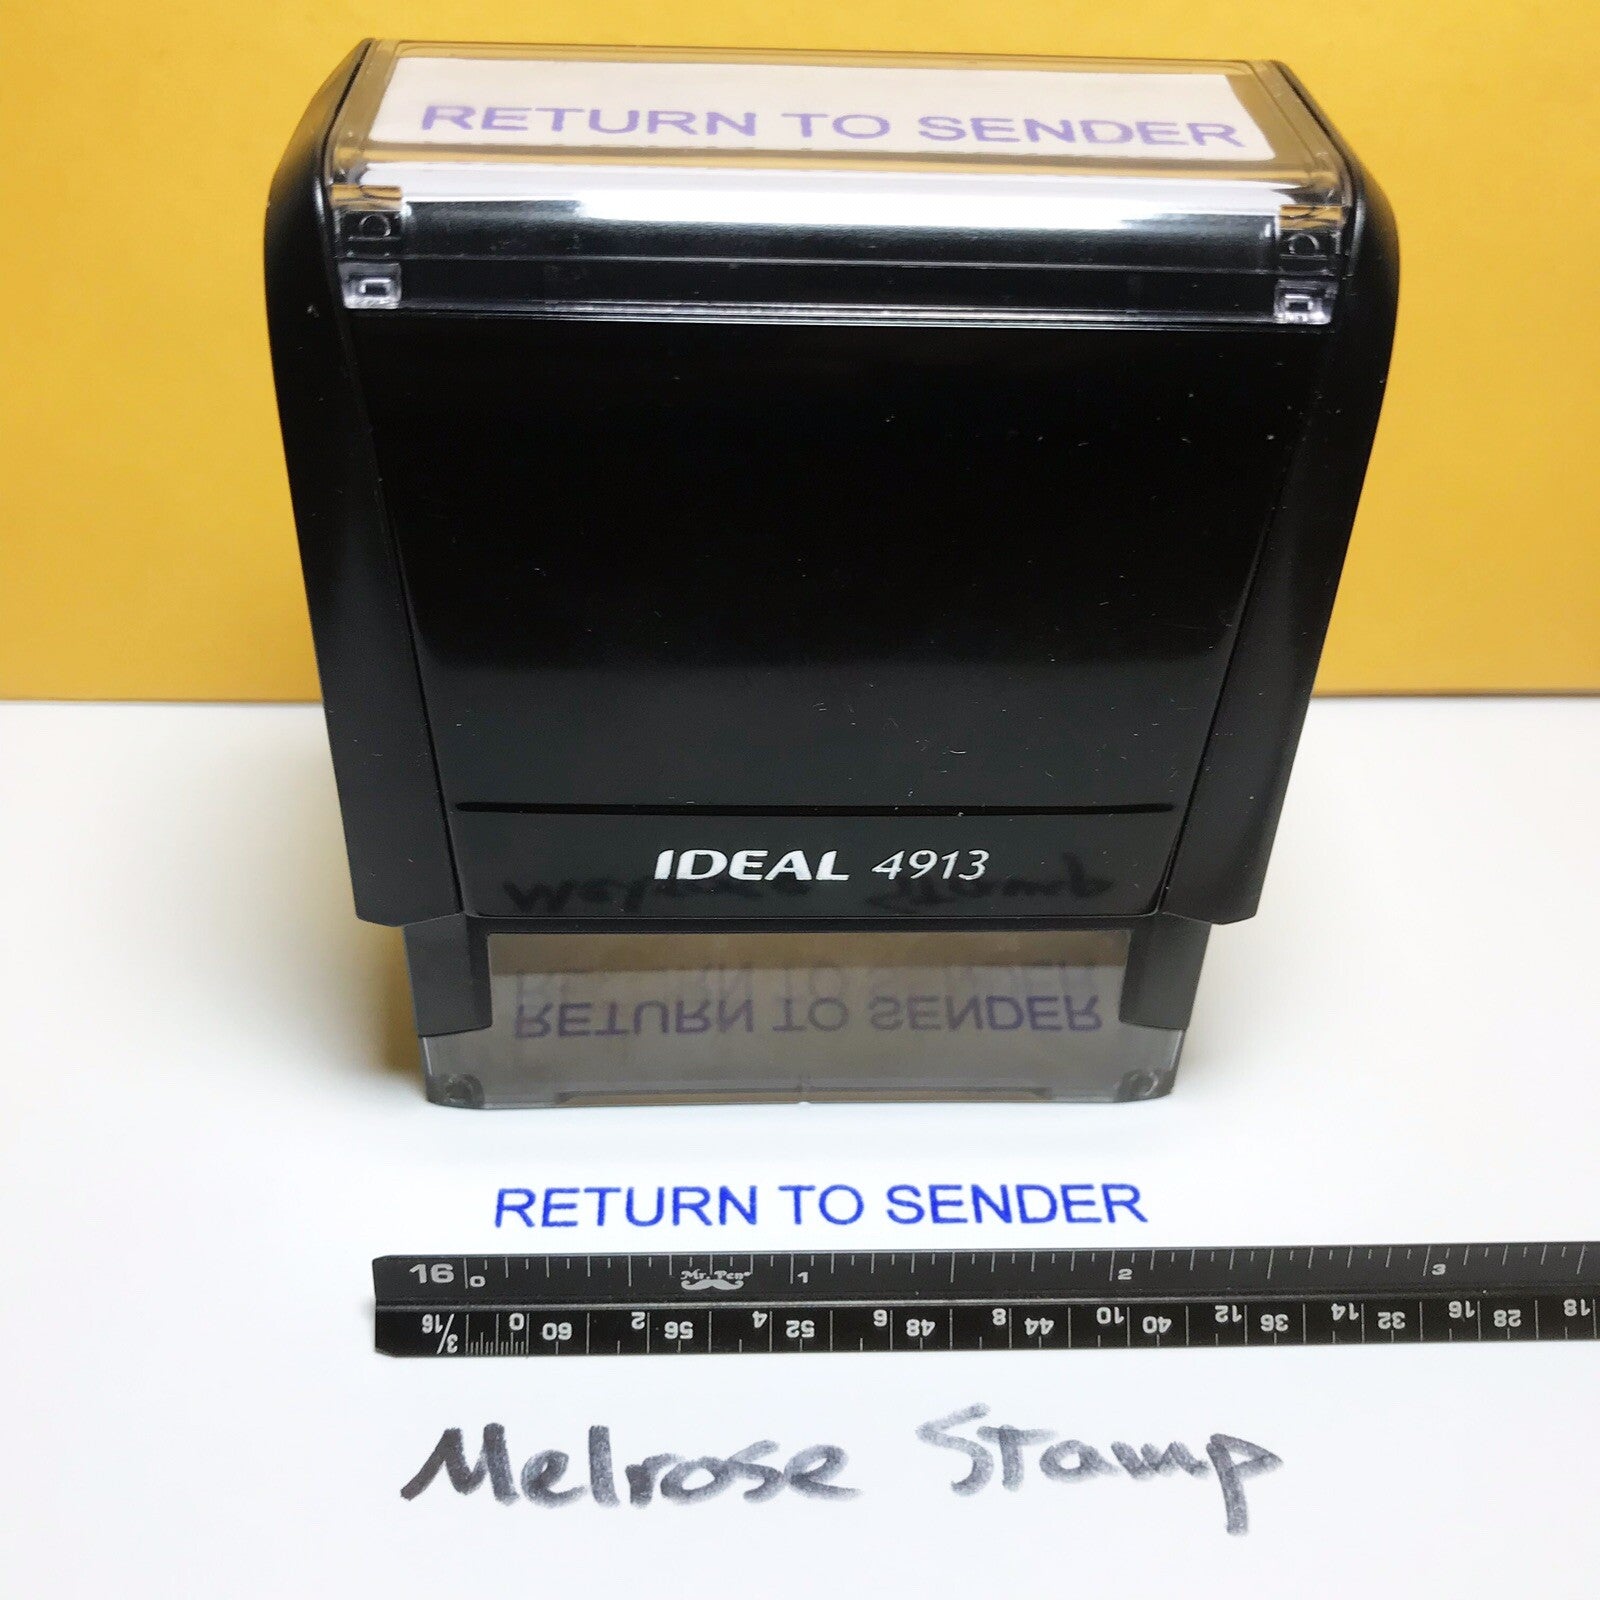 RETURN TO SENDER
IDEAL 4913
RETURN TO SENDER
RETURN TO SENDER
16 0 Mr. Pen® 1 2 3
3/16 0 60 2 56 4 52 6 48 8 44 10 40 12 36 14 32 16 28 18
Melrose Stamp